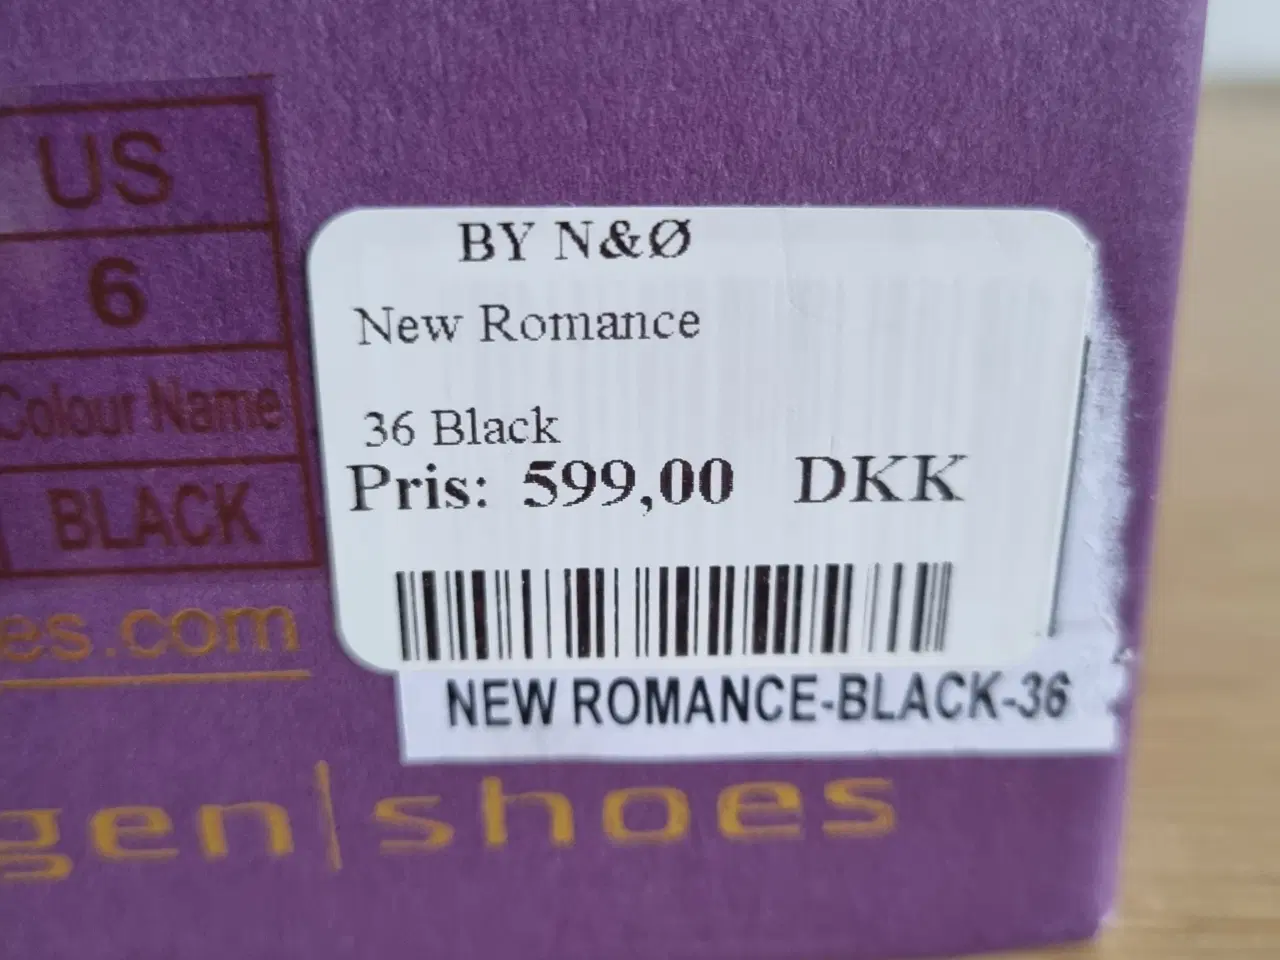 US
6
Colour Name
BLACK
es.com
BY N&Ø
New Romance
36 Black
Pris: 599,00 DKK
NEW ROMANCE-BLACK-36
gen|shoes